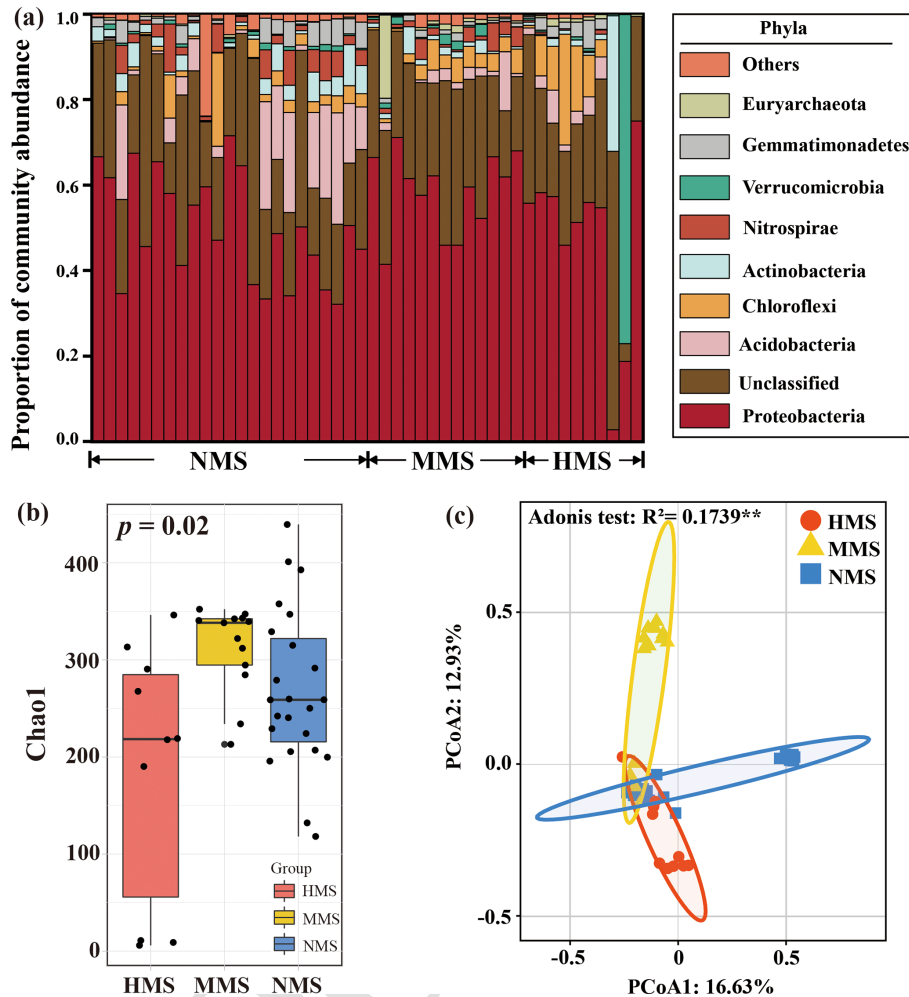 (a)
Proportion of community abundance
1.0
0.8
0.6
0.4
0.2
0.0
NMS MMS HMS
Phyla
Others
Euryarchaeota
Gemmatimonadetes
Verrucomicrobia
Nitrospirae
Actinobacteria
Chloroflexi
Acidobacteria
Unclassified
Proteobacteria
(b)
p = 0.02
Chao1
400
300
200
100
0
Group
HMS
MMS
NMS
HMS MMS NMS
(c)
Adonis test: R²= 0.1739**
HMS
MMS
NMS
PCoA2: 12.93%
0.5
0.0
-0.5
-0.5 0 0.5
PCoA1: 16.63%